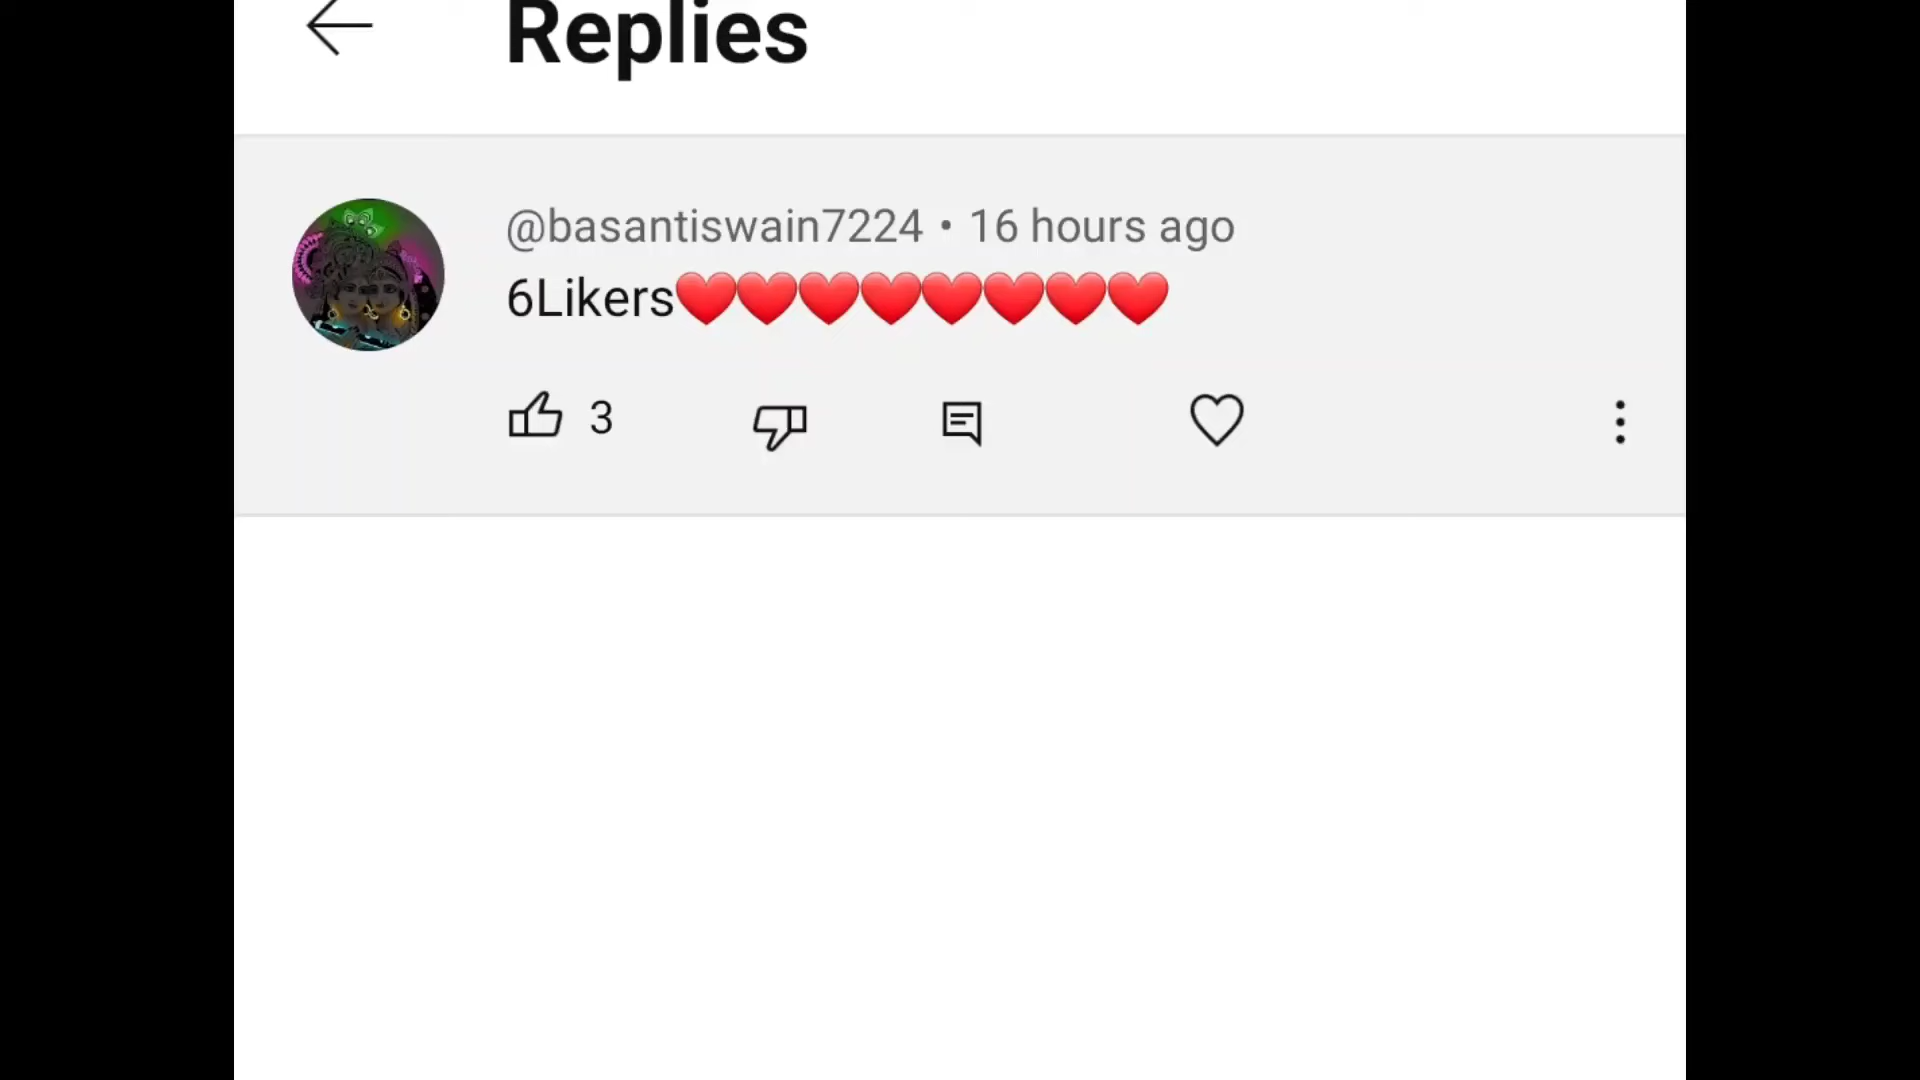 Replies
@basantiswain7224 • 16 hours ago
6Likers❤️❤️❤️❤️❤️❤️❤️❤️
3